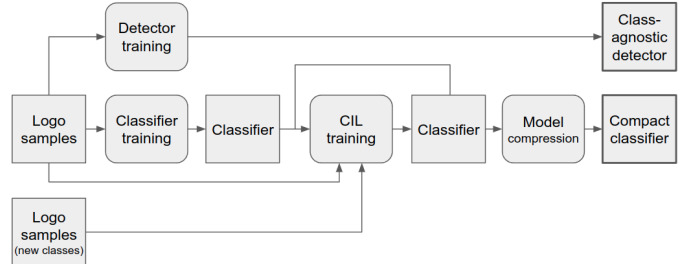 Detector
training
Class-
agnostic
detector
Logo
samples
Classifier
training
Classifier
CIL
training
Classifier
Model
compression
Compact
classifier
Logo
samples
(new classes)